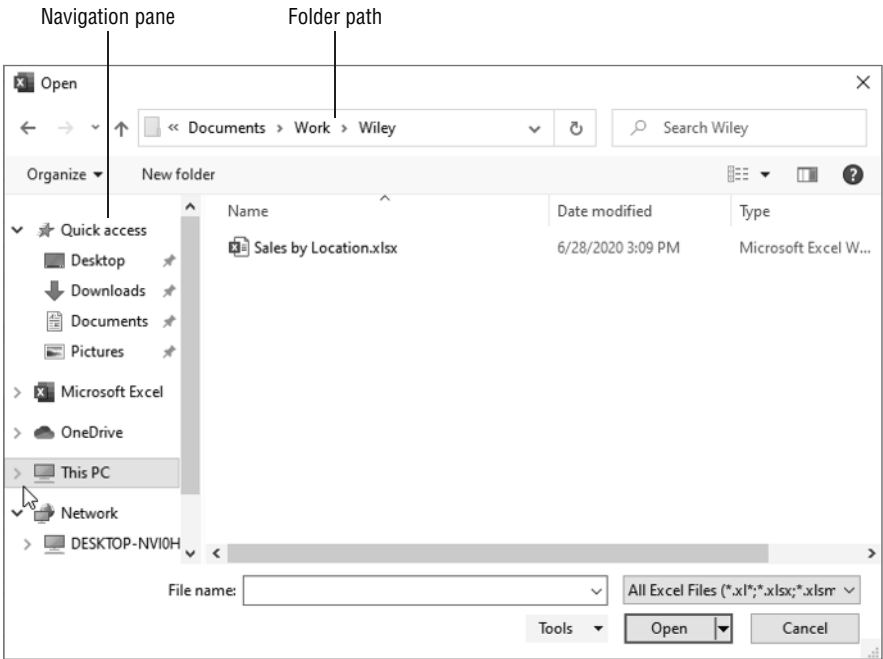 Navigation pane Folder path
Open
« Documents > Work > Wiley Search Wiley
Organize New folder
Name Date modified Type
Quick access
Sales by Location.xlsx 6/28/2020 3:09 PM Microsoft Excel W...
Desktop
Downloads
Documents
Pictures
Microsoft Excel
OneDrive
This PC
Network
DESKTOP-NVI0H
File name: All Excel Files (*.xl*;*.xlsx;*.xlsm
Tools Open Cancel